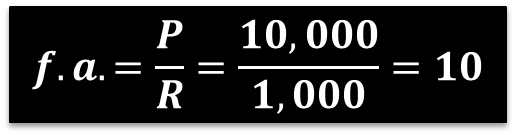 f.a. = P/R = 10,000/1,000 = 10